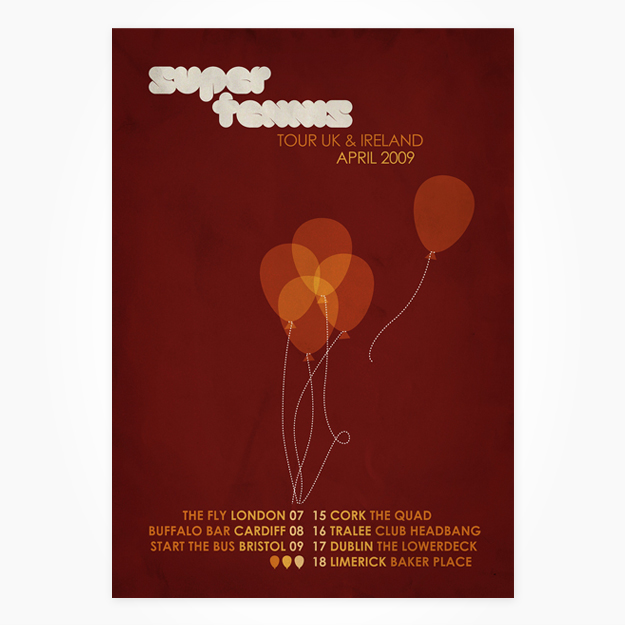 super
tennis
TOUR UK & IRELAND
APRIL 2009
THE FLY LONDON 07 15 CORK THE QUAD
BUFFALO BAR CARDIFF 08 16 TRALEE CLUB HEADBANG
START THE BUS BRISTOL 09 17 DUBLIN THE LOWERDECK
18 LIMERICK BAKER PLACE